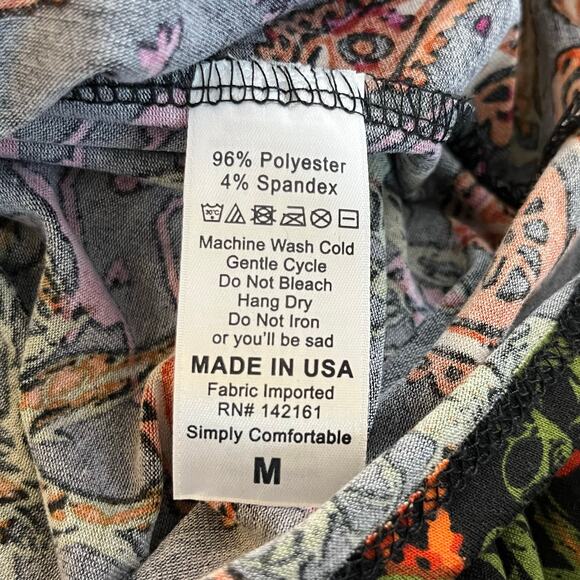 96% Polyester
4% Spandex
30°C
Machine Wash Cold
Gentle Cycle
Do Not Bleach
Hang Dry
Do Not Iron
or you'll be sad
MADE IN USA
Fabric Imported
RN# 142161
Simply Comfortable
M